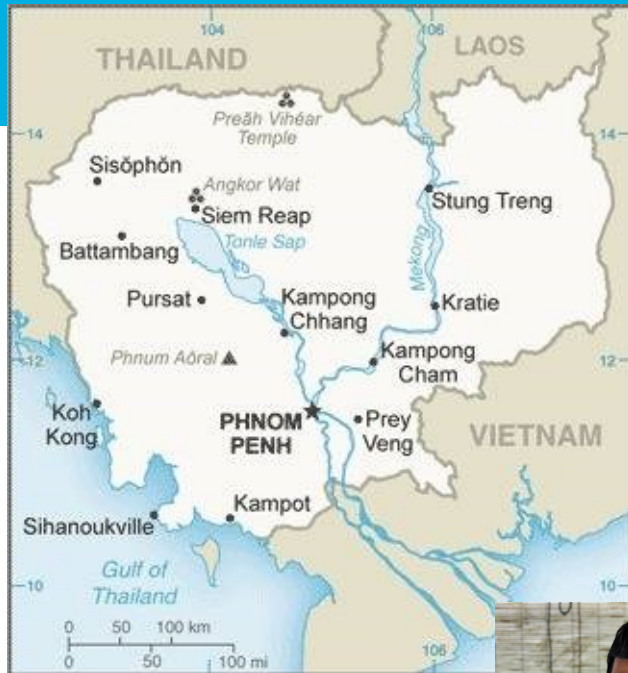 104
106
THAILAND
LAOS
Preăh Vihéar
Temple
14
14
Sisŏphŏn
Angkor Wat
Siem Reap
Stung Treng
Battambang
Tonle Sap
Mekong
Pursat
Kampong
Chhang
Kratie
Phnum Aôral
12
12
Kampong
Cham
Koh
Kong
PHNOM
PENH
Prey
Veng
VIETNAM
Sihanoukville
Kampot
Gulf of
Thailand
10
10
0 50 100 km
0 50 100 mi
106